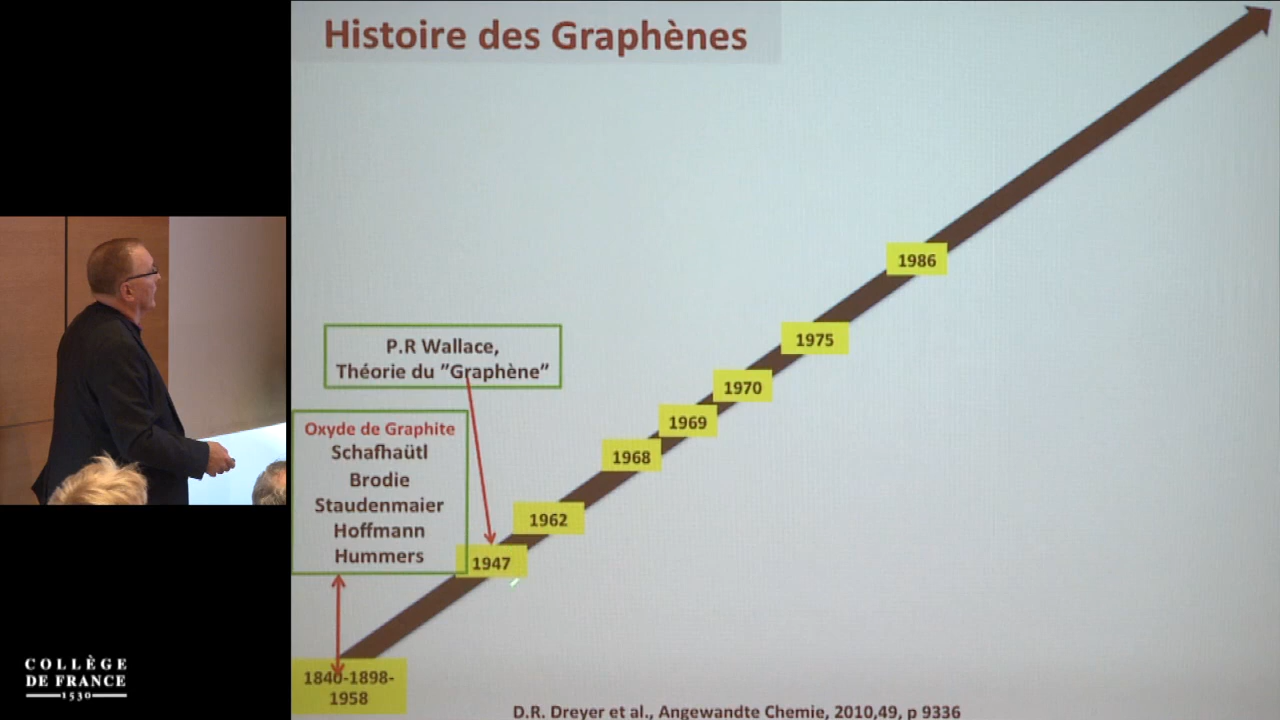 Histoire des Graphènes
1986
1975
1970
1969
1968
1962
1947
P.R Wallace,
Théorie du ”Graphène”
Oxyde de Graphite
Schafhaütl
Brodie
Staudenmaier
Hoffmann
Hummers
1840-1898-
1958
D.R. Dreyer et al., Angewandte Chemie, 2010,49, p 9336
COLLÈGE
DE FRANCE
1530